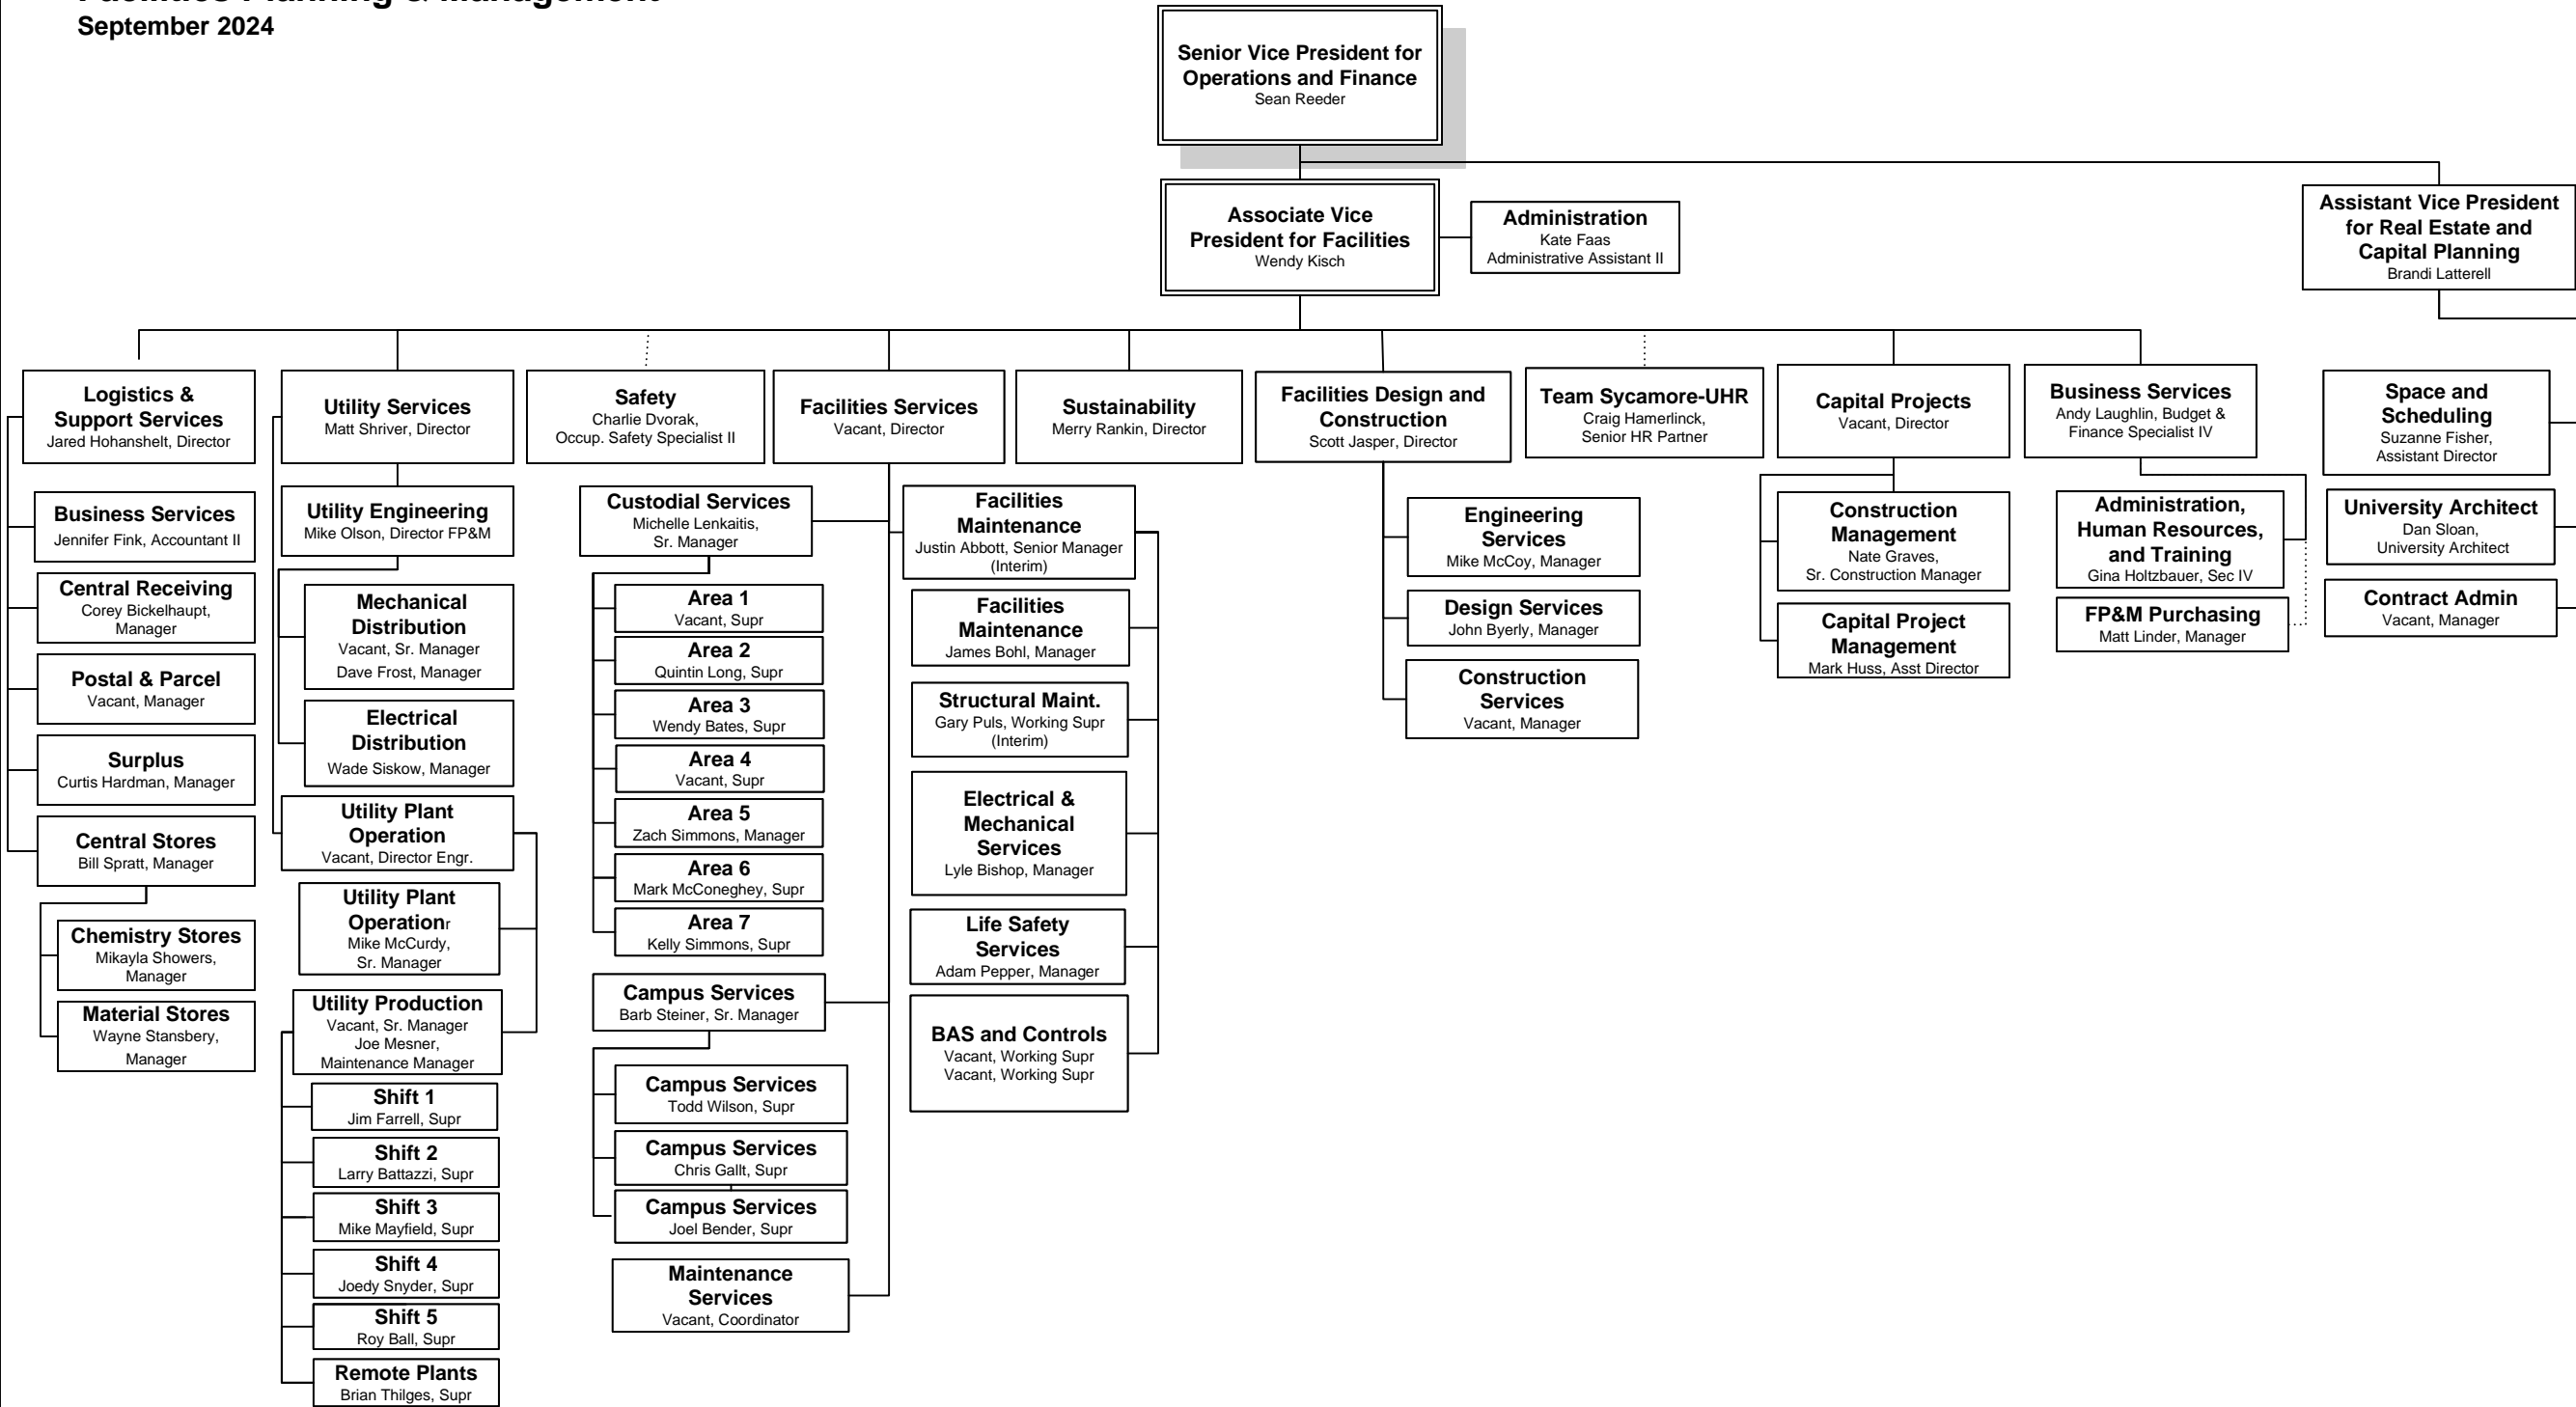 Facilities Planning & Management
September 2024
Senior Vice President for
Operations and Finance
Sean Reeder
Associate Vice
President for Facilities
Wendy Kisch
Administration
Kate Faas
Administrative Assistant II
Assistant Vice President
for Real Estate and
Capital Planning
Brandi Latterell
Logistics &
Support Services
Jared Hohanshelt, Director
Business Services
Jennifer Fink, Accountant II
Central Receiving
Corey Bickelhaupt,
Manager
Postal & Parcel
Vacant, Manager
Surplus
Curtis Hardman, Manager
Central Stores
Bill Spratt, Manager
Chemistry Stores
Mikayla Showers,
Manager
Material Stores
Wayne Stansbery,
Manager
Utility Services
Matt Shriver, Director
Utility Engineering
Mike Olson, Director FP&M
Mechanical
Distribution
Vacant, Sr. Manager
Dave Frost, Manager
Electrical
Distribution
Wade Siskow, Manager
Utility Plant
Operation
Vacant, Director Engr.
Utility Plant
Operationr
Mike McCurdy,
Sr. Manager
Utility Production
Vacant, Sr. Manager
Joe Mesner,
Maintenance Manager
Shift 1
Jim Farrell, Supr
Shift 2
Larry Battazzi, Supr
Shift 3
Mike Mayfield, Supr
Shift 4
Joedy Snyder, Supr
Shift 5
Roy Ball, Supr
Remote Plants
Brian Thilges, Supr
Safety
Charlie Dvorak,
Occup. Safety Specialist II
Facilities Services
Vacant, Director
Custodial Services
Michelle Lenkaitis,
Sr. Manager
Area 1
Vacant, Supr
Area 2
Quintin Long, Supr
Area 3
Wendy Bates, Supr
Area 4
Vacant, Supr
Area 5
Zach Simmons, Manager
Area 6
Mark McConeghey, Supr
Area 7
Kelly Simmons, Supr
Campus Services
Barb Steiner, Sr. Manager
Campus Services
Todd Wilson, Supr
Campus Services
Chris Gallt, Supr
Campus Services
Joel Bender, Supr
Maintenance
Services
Vacant, Coordinator
Facilities
Maintenance
Justin Abbott, Senior Manager
(Interim)
Facilities
Maintenance
James Bohl, Manager
Structural Maint.
Gary Puls, Working Supr
(Interim)
Electrical &
Mechanical
Services
Lyle Bishop, Manager
Life Safety
Services
Adam Pepper, Manager
BAS and Controls
Vacant, Working Supr
Vacant, Working Supr
Sustainability
Merry Rankin, Director
Facilities Design and
Construction
Scott Jasper, Director
Engineering
Services
Mike McCoy, Manager
Design Services
John Byerly, Manager
Construction
Services
Vacant, Manager
Team Sycamore-UHR
Craig Hamerlinck,
Senior HR Partner
Capital Projects
Vacant, Director
Construction
Management
Nate Graves,
Sr. Construction Manager
Capital Project
Management
Mark Huss, Asst Director
Business Services
Andy Laughlin, Budget &
Finance Specialist IV
Administration,
Human Resources,
and Training
Gina Holtzbauer, Sec IV
FP&M Purchasing
Matt Linder, Manager
Space and
Scheduling
Suzanne Fisher,
Assistant Director
University Architect
Dan Sloan,
University Architect
Contract Admin
Vacant, Manager